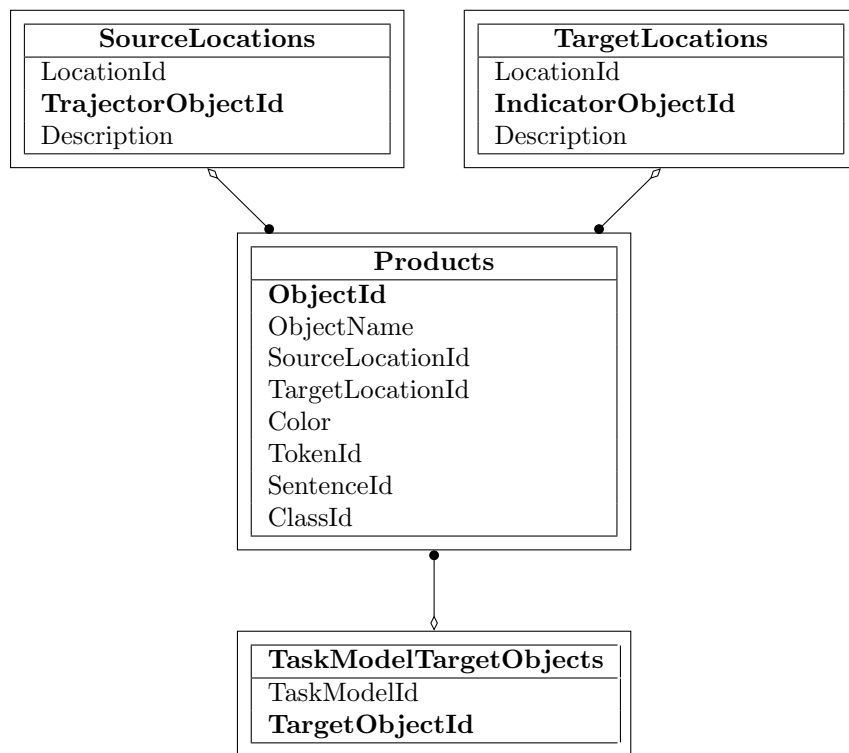 SourceLocations
LocationId
TrajectorObjectId
Description
TargetLocations
LocationId
IndicatorObjectId
Description
Products
ObjectId
ObjectName
SourceLocationId
TargetLocationId
Color
TokenId
SentenceId
ClassId
TaskModelTargetObjects
TaskModelId
TargetObjectId